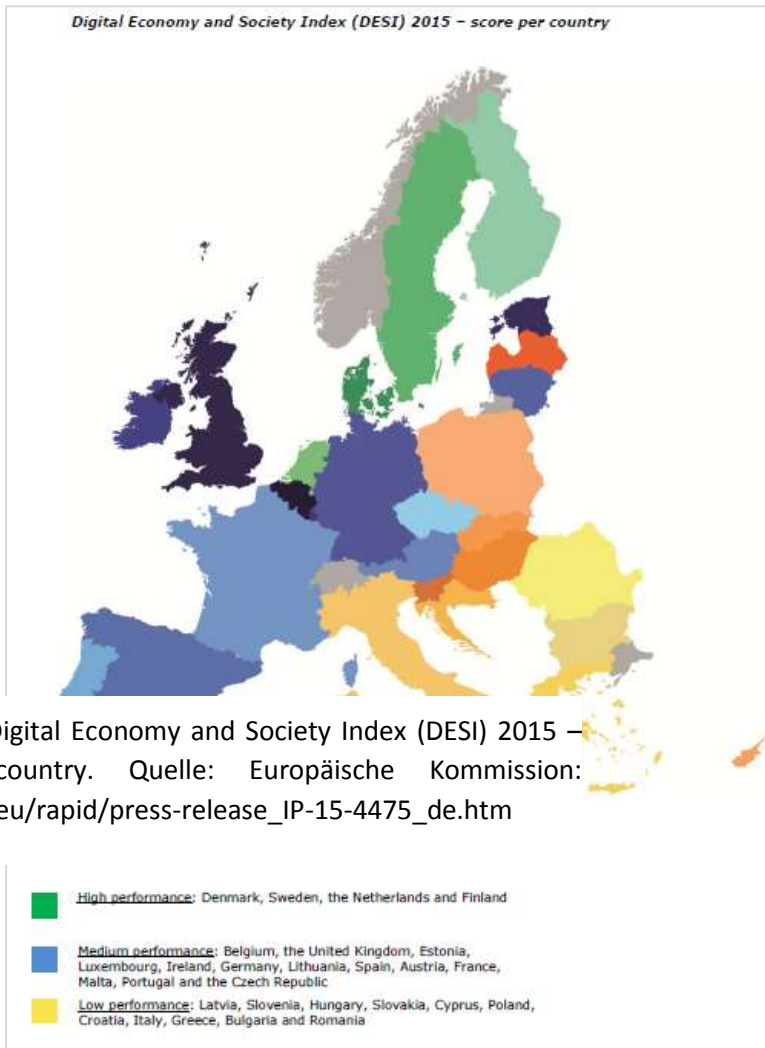 Digital Economy and Society Index (DESI) 2015 – score per country
Digital Economy and Society Index (DESI) 2015 –
country. Quelle: Europäische Kommission:
eu/rapid/press-release_IP-15-4475_de.htm
High performance: Denmark, Sweden, the Netherlands and Finland
Medium performance: Belgium, the United Kingdom, Estonia,
Luxembourg, Ireland, Germany, Lithuania, Spain, Austria, France,
Malta, Portugal and the Czech Republic
Low performance: Latvia, Slovenia, Hungary, Slovakia, Cyprus, Poland,
Croatia, Italy, Greece, Bulgaria and Romania